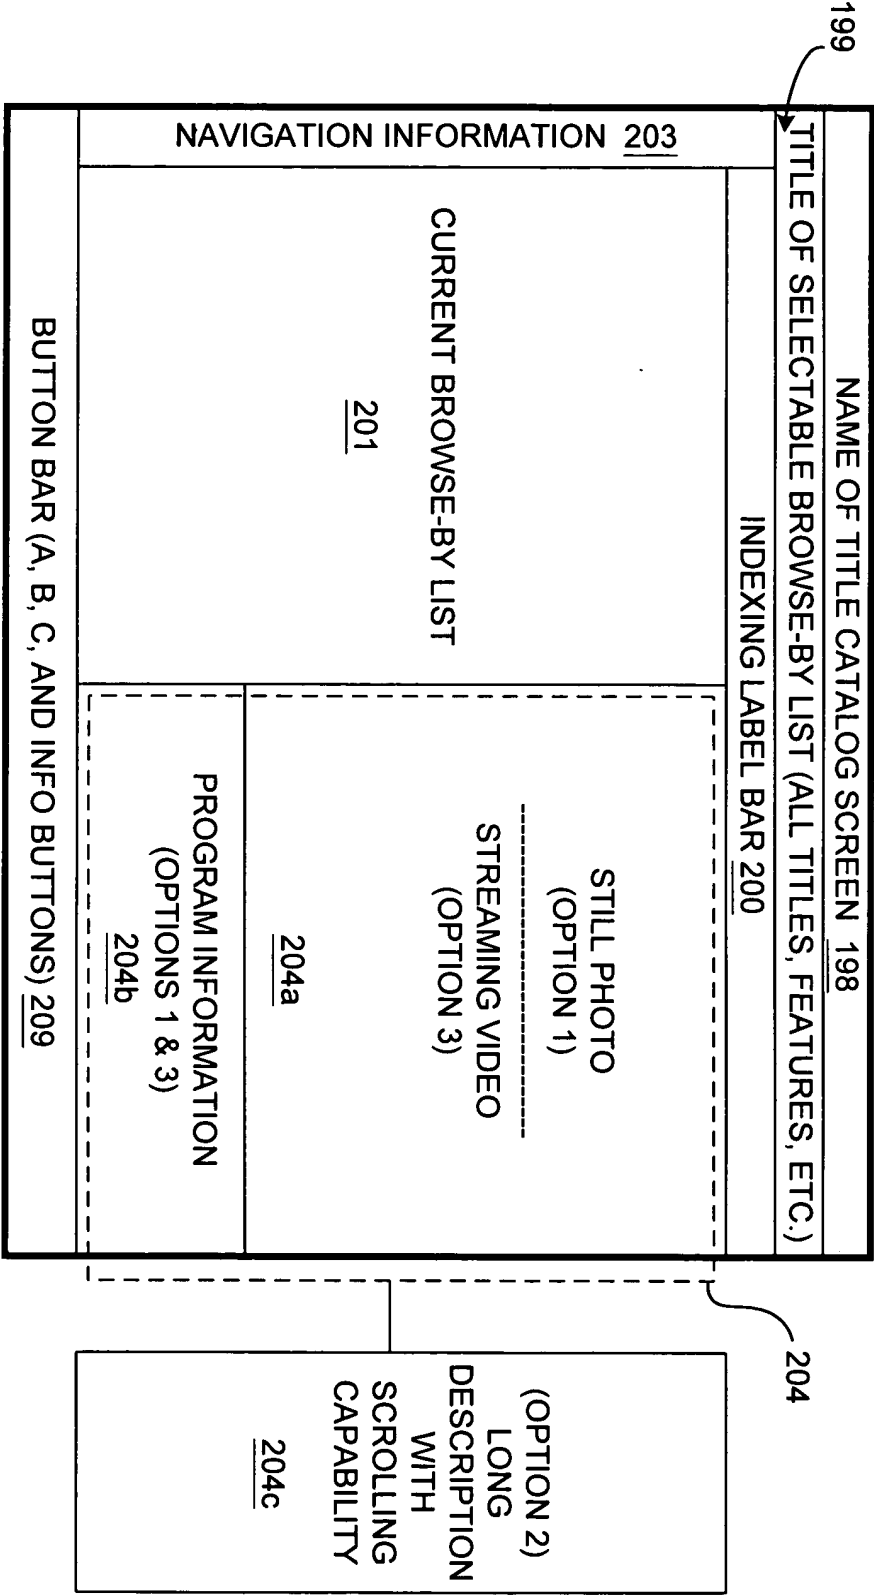 199
NAME OF TITLE CATALOG SCREEN 198
TITLE OF SELECTABLE BROWSE-BY LIST (ALL TITLES, FEATURES, ETC.)
INDEXING LABEL BAR 200
NAVIGATION INFORMATION 203
CURRENT BROWSE-BY LIST
201
STILL PHOTO
(OPTION 1)
STREAMING VIDEO
(OPTION 3)
204a
PROGRAM INFORMATION
(OPTIONS 1 & 3)
204b
BUTTON BAR (A, B, C, AND INFO BUTTONS) 209
204
(OPTION 2)
LONG
DESCRIPTION
WITH
SCROLLING
CAPABILITY
204c